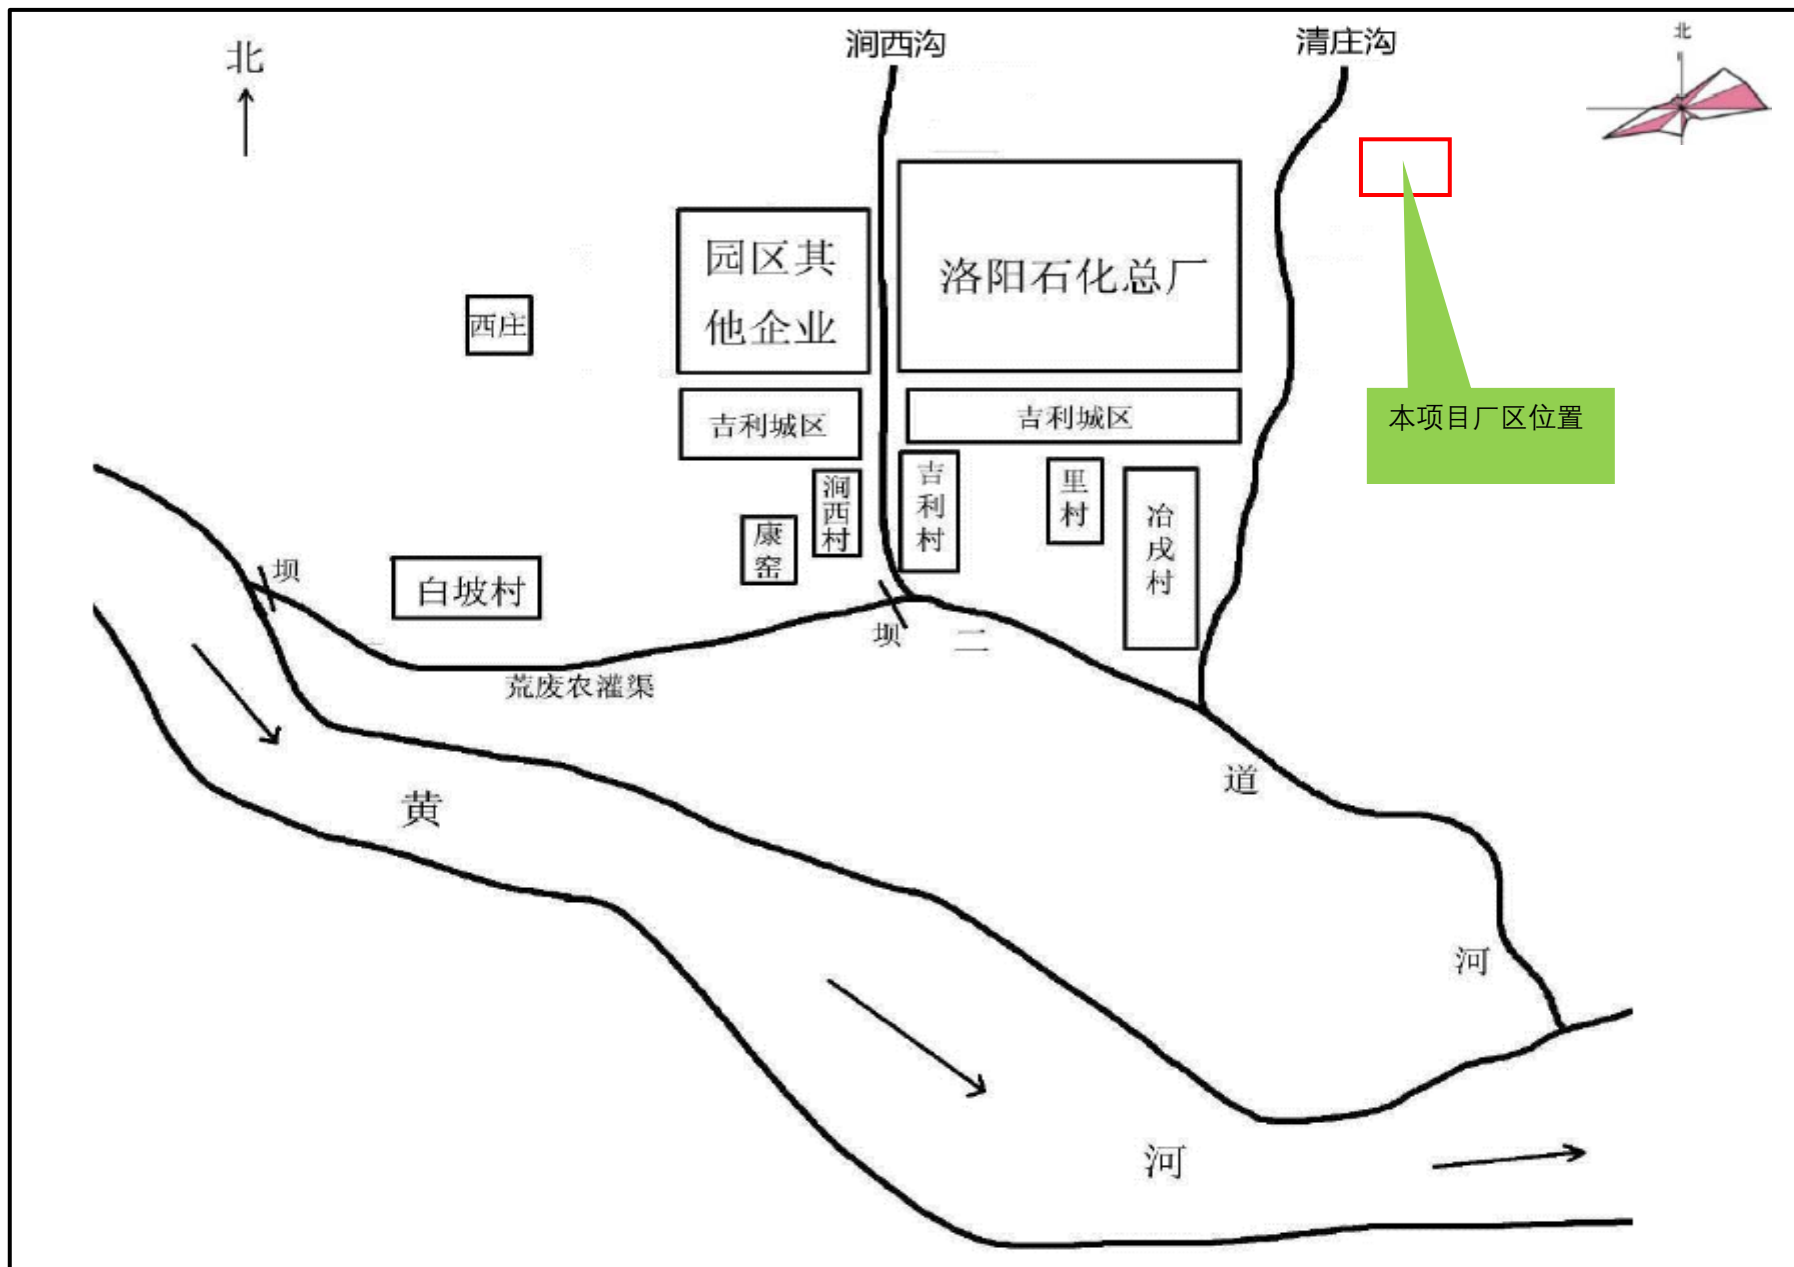 涧西沟
清庄沟
北
北
园区其
他企业
洛阳石化总厂
西庄
吉利城区
吉利城区
本项目厂区位置
涧西村
吉利村
里村
冶戌村
康窑
坝
白坡村
坝
二
荒废农灌渠
道
黄
河
河